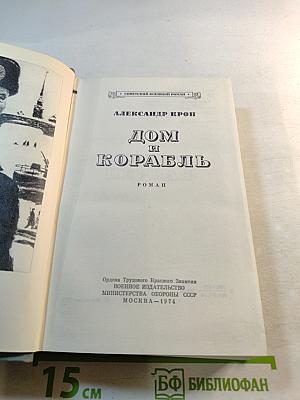 • СОВЕТСКИЙ ВОЕННЫЙ РОМАН •
АЛЕКСАНДР КРОН
ДОМ
и
КОРАБЛЬ
РОМАН
Ордена Трудового Красного Знамени
ВОЕННОЕ ИЗДАТЕЛЬСТВО
МИНИСТЕРСТВА ОБОРОНЫ СССР
МОСКВА—1974
15 см
БФ БИБЛИОФАН